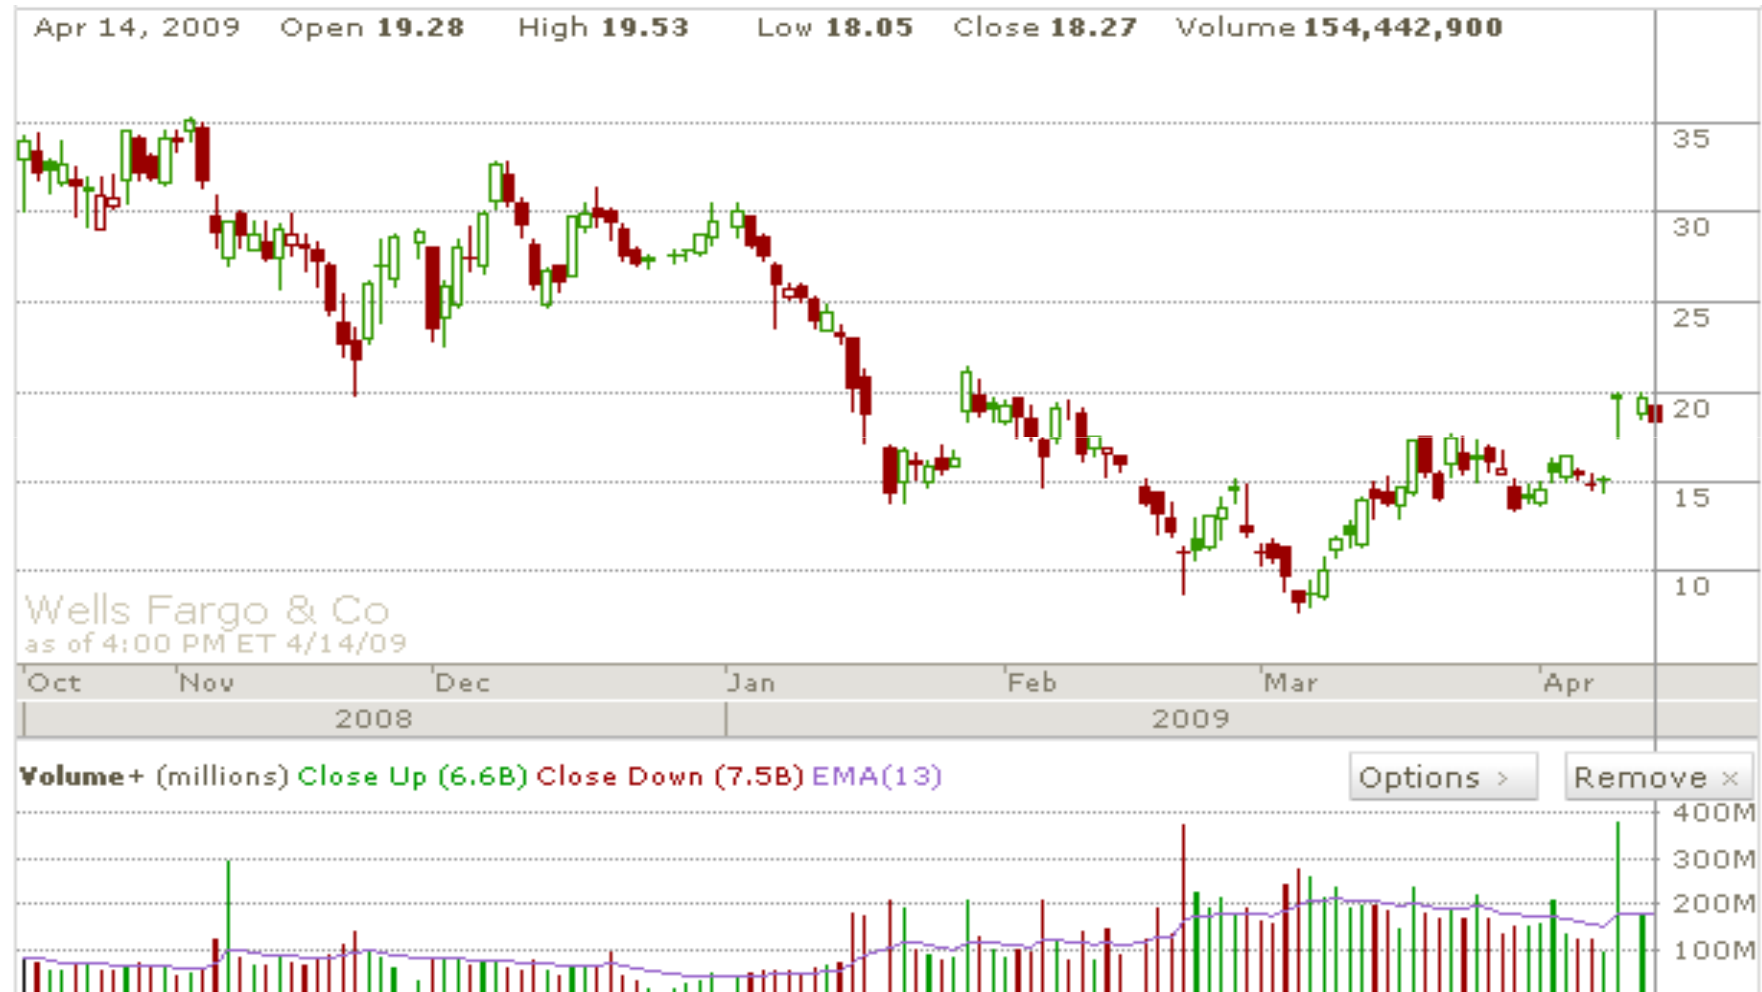 Apr 14, 2009 Open 19.28 High 19.53 Low 18.05 Close 18.27 Volume 154,442,900
35
30
25
20
15
10
Wells Fargo & Co
as of 4:00 PM ET 4/14/09
Oct Nov Dec Jan Feb Mar Apr
2008 2009
Volume+ (millions) Close Up (6.6B) Close Down (7.5B) EMA(13) Options > Remove ×
400M
300M
200M
100M